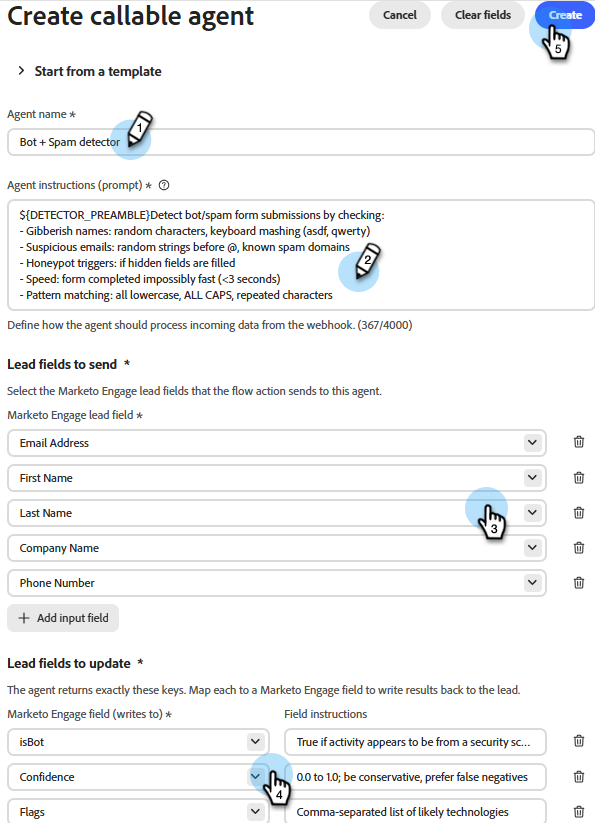 Create callable agent
Cancel
Clear fields
Create
5
Start from a template
Agent name *
Bot + Spam detector
1
Agent instructions (prompt) *
${DETECTOR_PREAMBLE}Detect bot/spam form submissions by checking:
- Gibberish names: random characters, keyboard mashing (asdf, qwerty)
- Suspicious emails: random strings before @, known spam domains
- Honeypot triggers: if hidden fields are filled
- Speed: form completed impossibly fast (<3 seconds)
- Pattern matching: all lowercase, ALL CAPS, repeated characters
2
Define how the agent should process incoming data from the webhook. (367/4000)
Lead fields to send *
Select the Marketo Engage lead fields that the flow action sends to this agent.
Marketo Engage lead field *
Email Address
First Name
Last Name
3
Company Name
Phone Number
+ Add input field
Lead fields to update *
The agent returns exactly these keys. Map each to a Marketo Engage field to write results back to the lead.
Marketo Engage field (writes to) *
Field instructions
isBot
True if activity appears to be from a security sc...
Confidence
4
0.0 to 1.0; be conservative, prefer false negatives
Flags
Comma-separated list of likely technologies